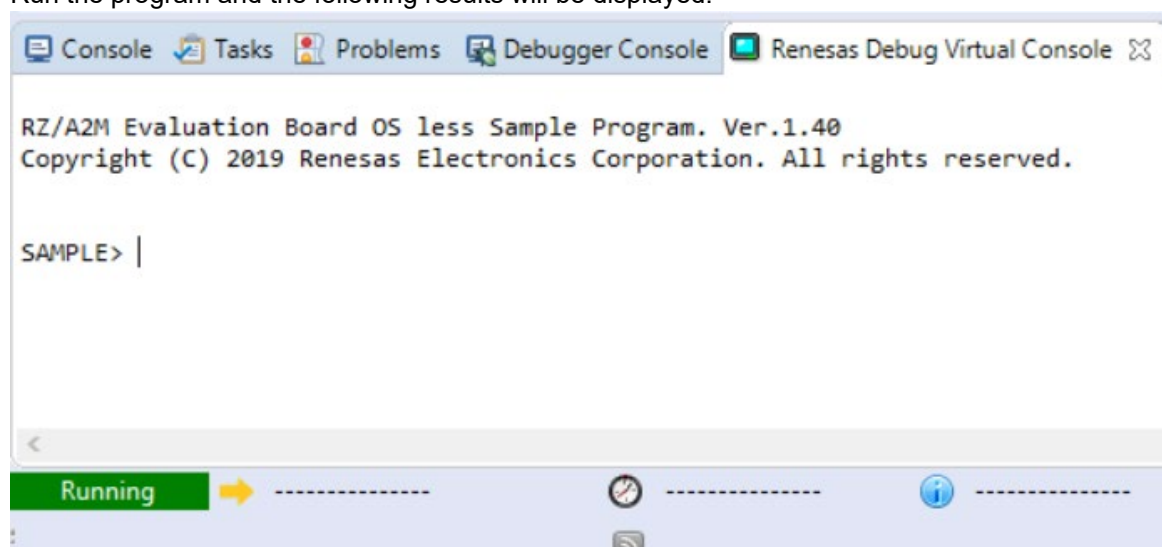 Run the program and the following results will be displayed.
Console Tasks Problems Debugger Console Renesas Debug Virtual Console
RZ/A2M Evaluation Board OS less Sample Program. Ver.1.40
Copyright (C) 2019 Renesas Electronics Corporation. All rights reserved.
SAMPLE>
Running --------------- --------------- ---------------